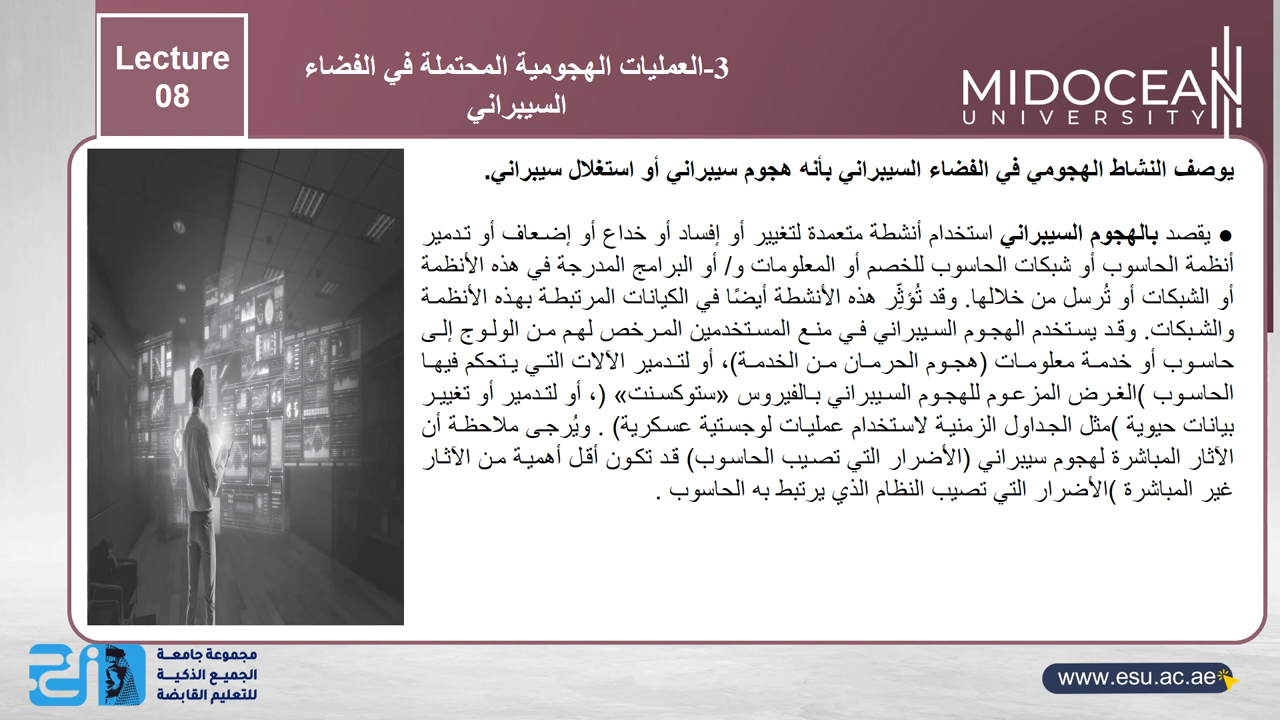 Lecture
08
3-العمليات الهجومية المحتملة في الفضاء
السيبراني
MIDOCEAN
UNIVERSITY
يوصف النشاط الهجومي في الفضاء السيبراني بأنه هجوم سيبراني أو استغلال سيبراني.
● يقصد بالهجوم السيبراني استخدام أنشطة متعمدة لتغيير أو إفساد أو خداع أو إضعاف أو تدمير
أنظمة الحاسوب أو شبكات الحاسوب للخصم أو المعلومات و/ أو البرامج المدرجة في هذه الأنظمة
أو الشبكات أو تُرسل من خلالها. وقد تُؤثِّر هذه الأنشطة أيضًا في الكيانات المرتبطة بهذه الأنظمة
والشبكات. وقد يستخدم الهجوم السيبراني في منع المستخدمين المرخص لهم من الولوج إلى
حاسوب أو خدمة معلومات (هجوم الحرمان من الخدمة)، أو لتدمير الآلات التي يتحكم فيها
الحاسوب )الغرض المزعوم للهجوم السيبراني بالفيروس «ستوكسنت» (، أو لتدمير أو تغيير
بيانات حيوية )مثل الجداول الزمنية لاستخدام عمليات لوجستية عسكرية) . ويُرجى ملاحظة أن
الآثار المباشرة لهجوم سيبراني (الأضرار التي تصيب الحاسوب) قد تكون أقل أهمية من الآثار
غير المباشرة )الأضرار التي تصيب النظام الذي يرتبط به الحاسوب .
مجموعة جامعة
الجميع الذكية
للتعليم القابضة
www.esu.ac.ae